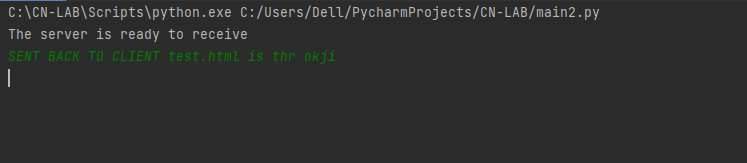 C:\CN-LAB\Scripts\python.exe C:/Users/Dell/PycharmProjects/CN-LAB/main2.py
The server is ready to receive
SENT BACK TO CLIENT test.html is thr okji